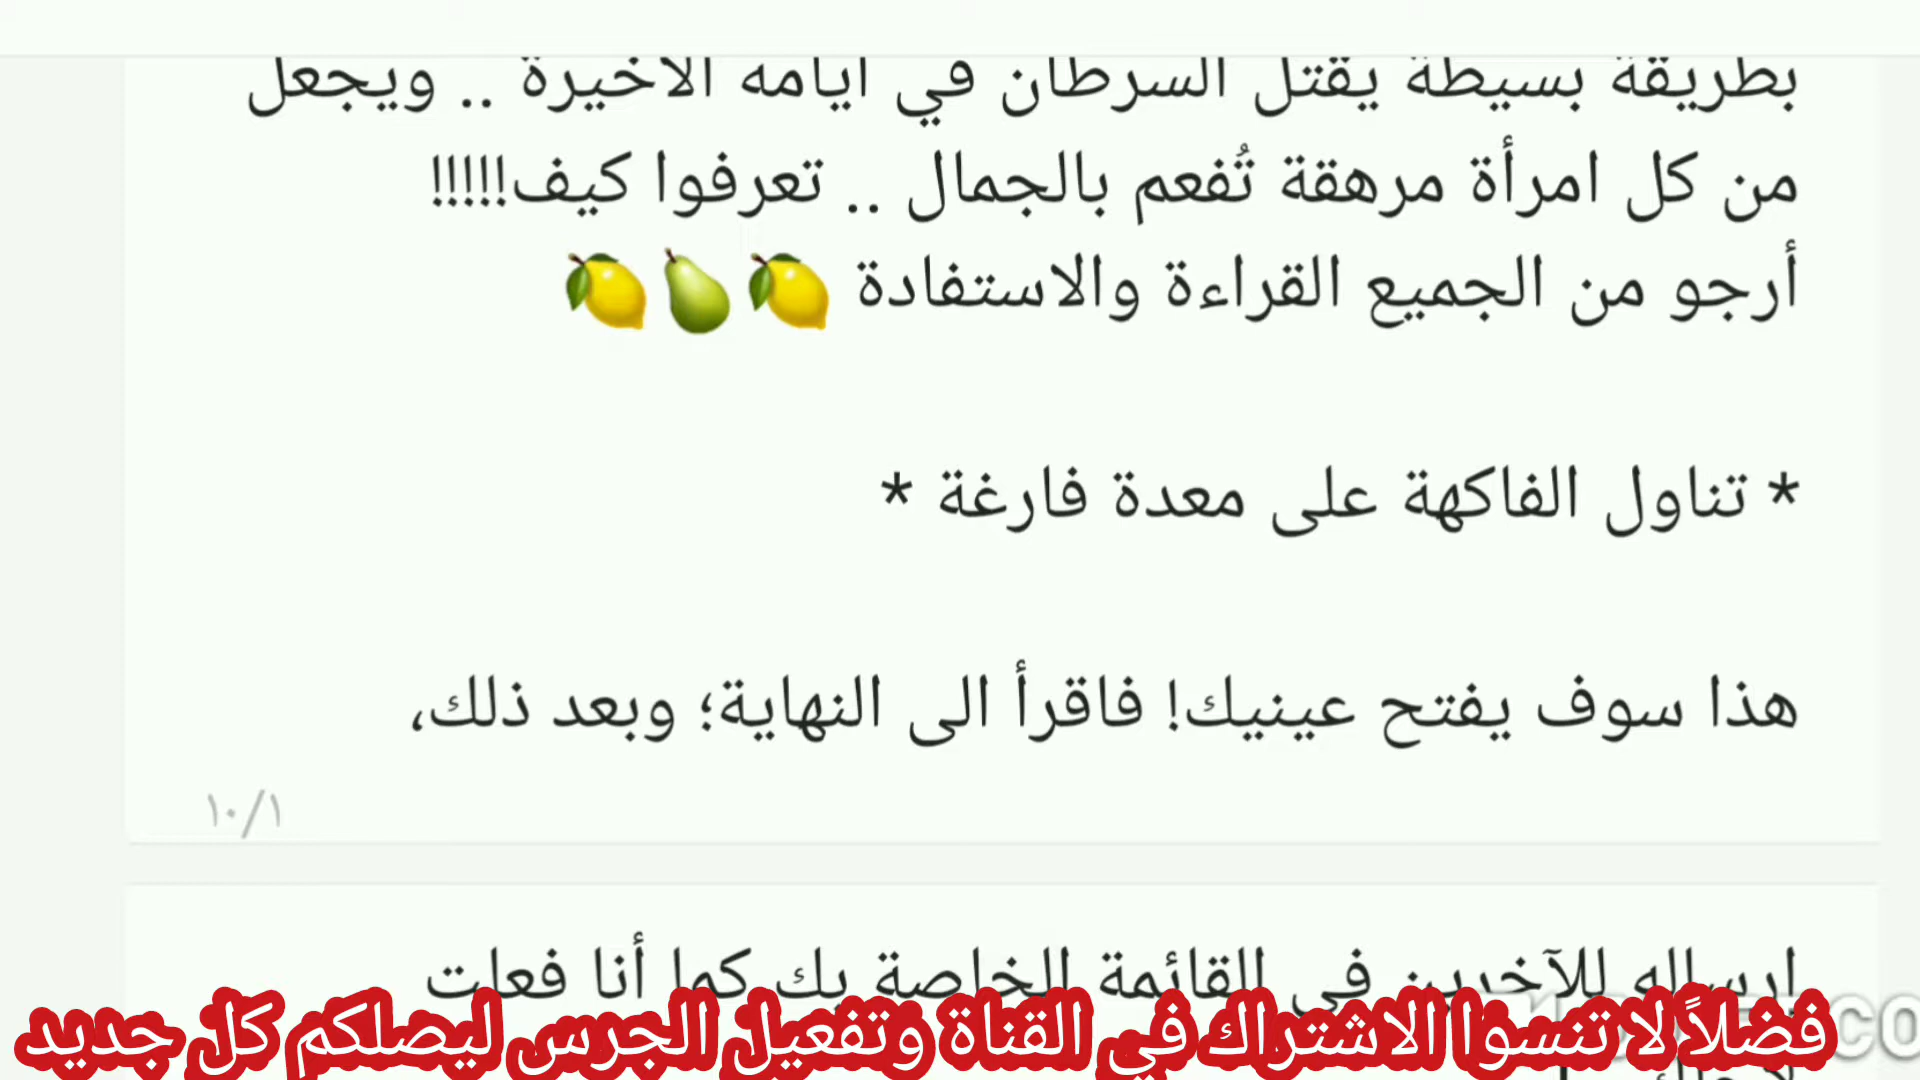 بطريقة بسيطة يقتل السرطان في أيامه الأخيرة .. ويجعل
من كل امرأة مرهقة تُفعم بالجمال .. تعرفوا كيف!!!!!
أرجو من الجميع القراءة والاستفادة 🍋🍐🍋
* تناول الفاكهة على معدة فارغة *
هذا سوف يفتح عينيك! فاقرأ الى النهاية؛ وبعد ذلك،
١٠/١
ارساله للآخرين في القائمة الخاصة بك كما أنا فعلت
فضلاً لا تنسوا الاشتراك في القناة وتفعيل الجرس ليصلكم كل جديد